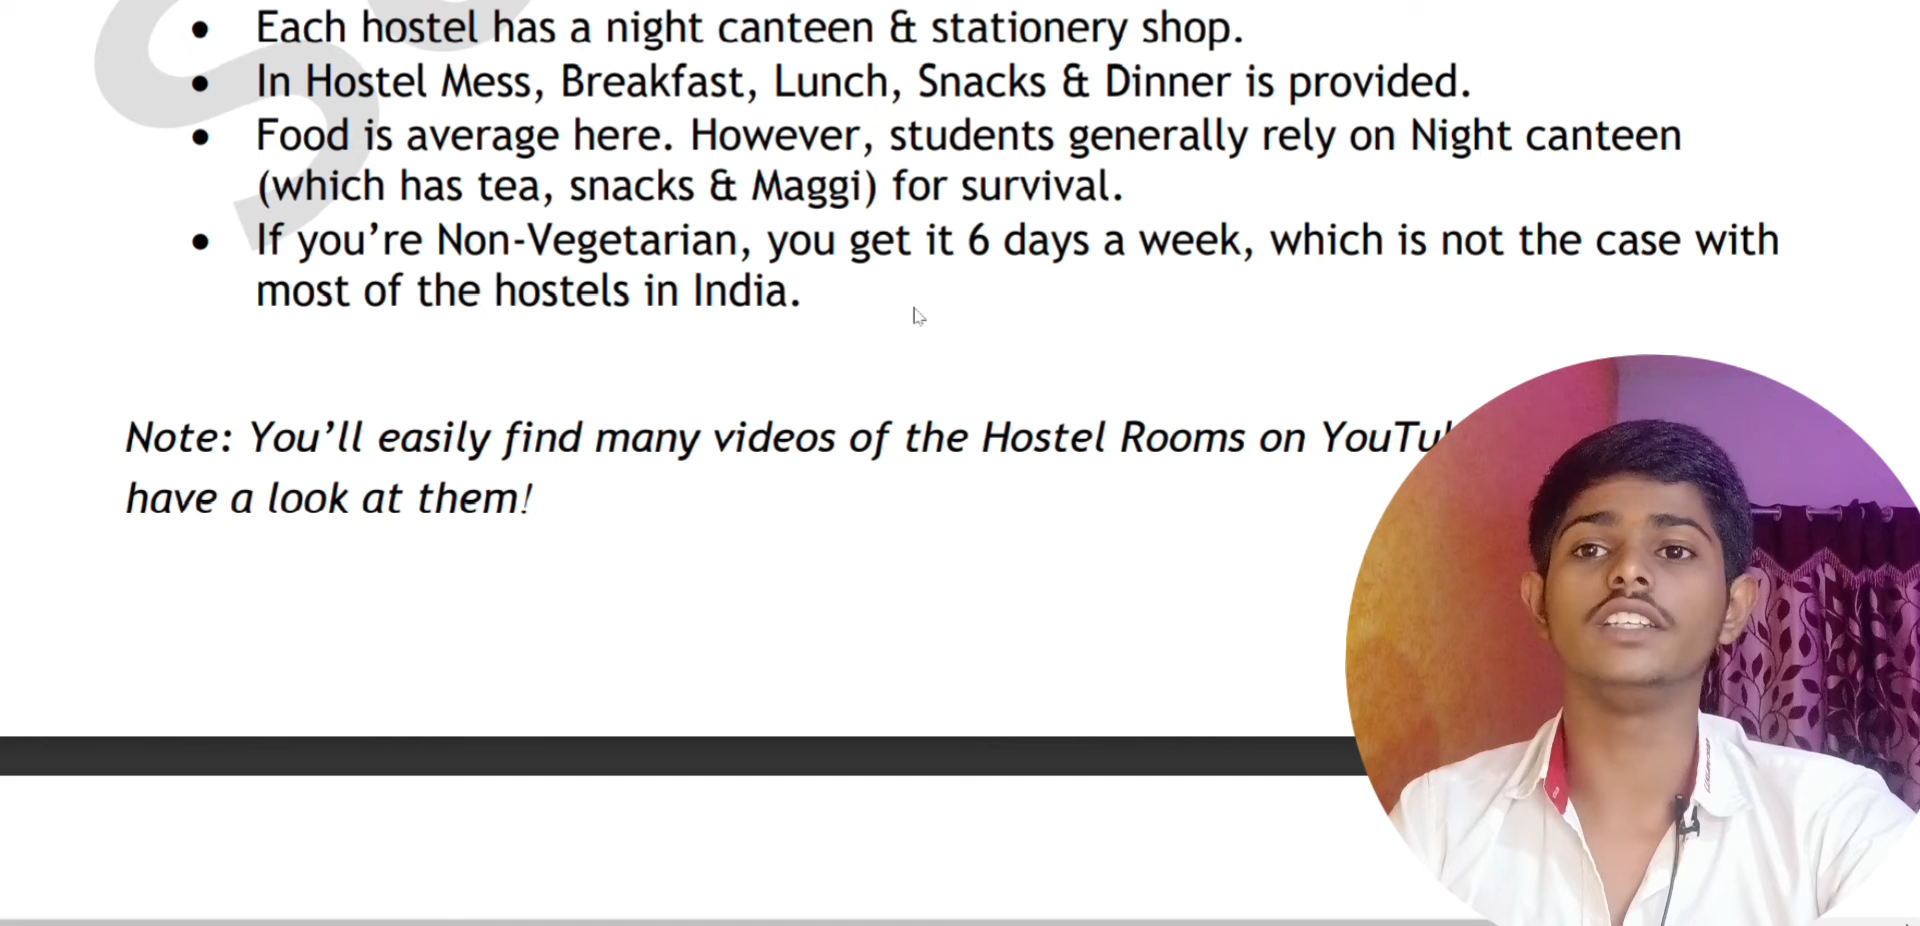 • Each hostel has a night canteen & stationery shop.
• In Hostel Mess, Breakfast, Lunch, Snacks & Dinner is provided.
• Food is average here. However, students generally rely on Night canteen
(which has tea, snacks & Maggi) for survival.
• If you're Non-Vegetarian, you get it 6 days a week, which is not the case with
most of the hostels in India.
Note: You'll easily find many videos of the Hostel Rooms on
have a look at them!